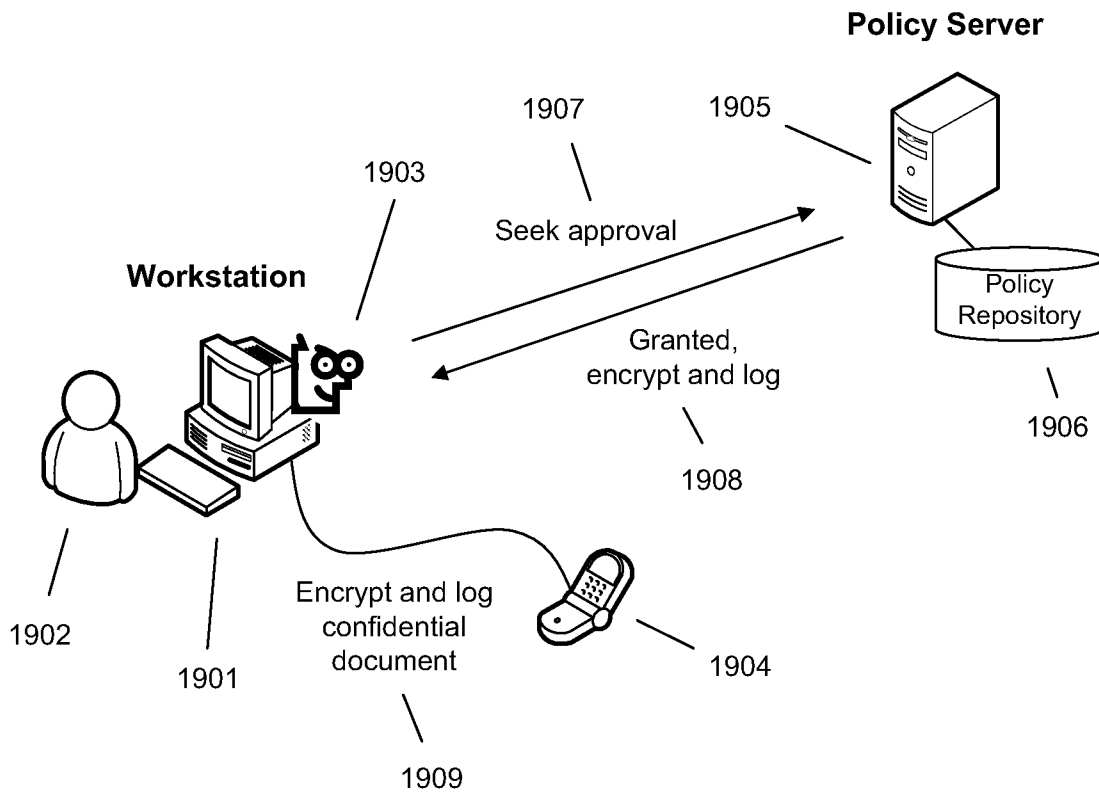 Policy Server
1907
1905
1903
Seek approval
Workstation
Policy
Repository
Granted,
encrypt and log
1906
1908
Encrypt and log
confidential
document
1902
1901
1904
1909